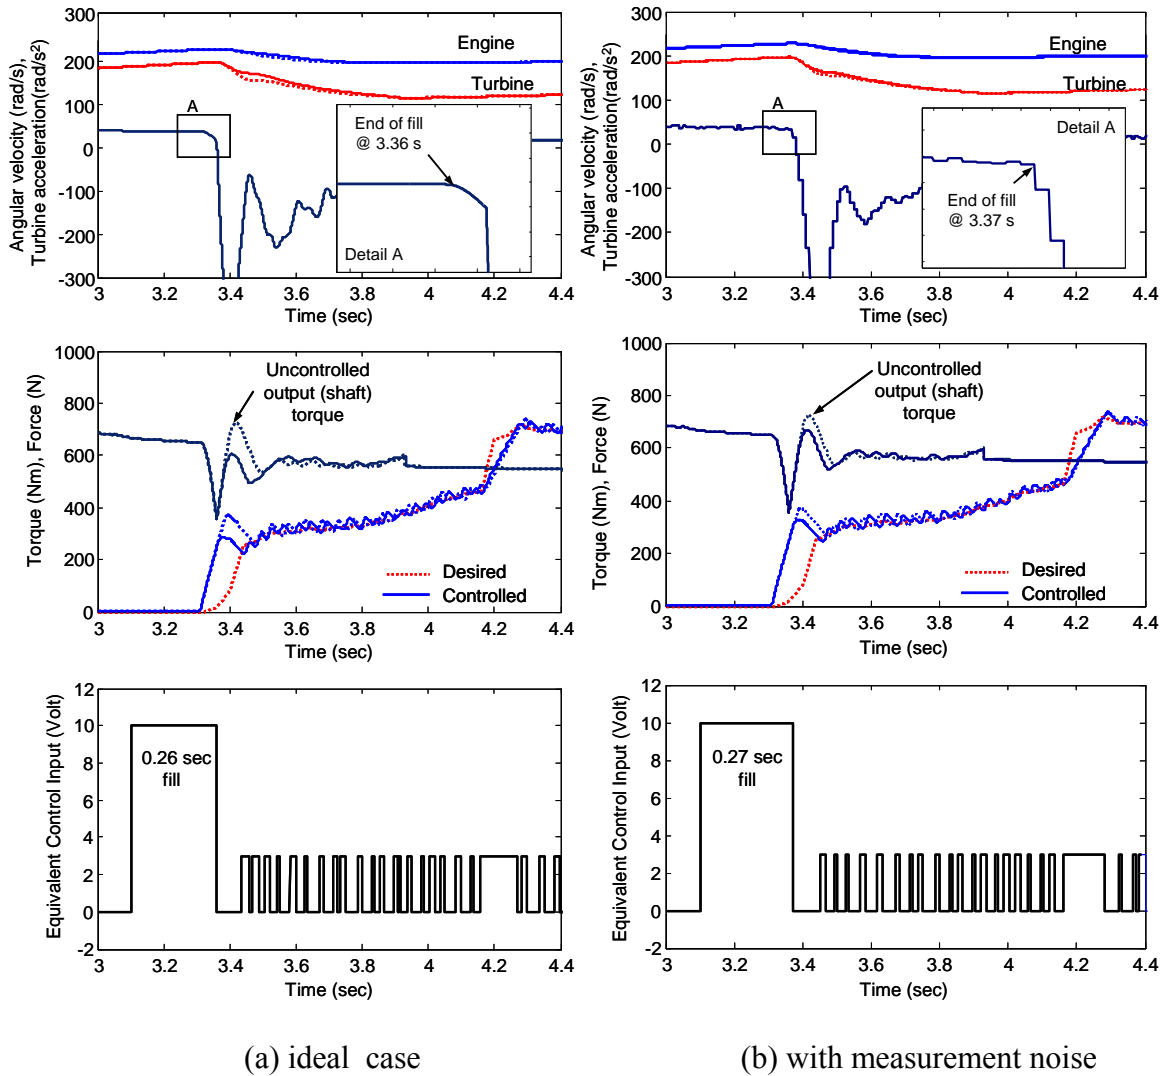 Angular velocity (rad/s),
Turbine acceleration(rad/s²)
300
200
100
0
-100
-200
-300
Engine
Turbine
A
End of fill
@ 3.36 s
Detail A
3 3.2 3.4 3.6 3.8 4 4.2 4.4
Time (sec)
Angular velocity (rad/s),
Turbine acceleration(rad/s²)
300
200
100
0
-100
-200
-300
Engine
Turbine
A
Detail A
End of fill
@ 3.37 s
3 3.2 3.4 3.6 3.8 4 4.2 4.4
Time (sec)
Torque (Nm), Force (N)
1000
800
600
400
200
0
Uncontrolled
output (shaft)
torque
Desired
Controlled
3 3.2 3.4 3.6 3.8 4 4.2 4.4
Time (sec)
Torque (Nm), Force (N)
1000
800
600
400
200
0
Uncontrolled
output (shaft)
torque
Desired
Controlled
3 3.2 3.4 3.6 3.8 4 4.2 4.4
Time (sec)
Equivalent Control Input (Volt)
12
10
8
6
4
2
0
-2
0.26 sec
fill
3 3.2 3.4 3.6 3.8 4 4.2 4.4
Time (sec)
Equivalent Control Input (Volt)
12
10
8
6
4
2
0
-2
0.27 sec
fill
3 3.2 3.4 3.6 3.8 4 4.2 4.4
Time (sec)
(a) ideal case
(b) with measurement noise